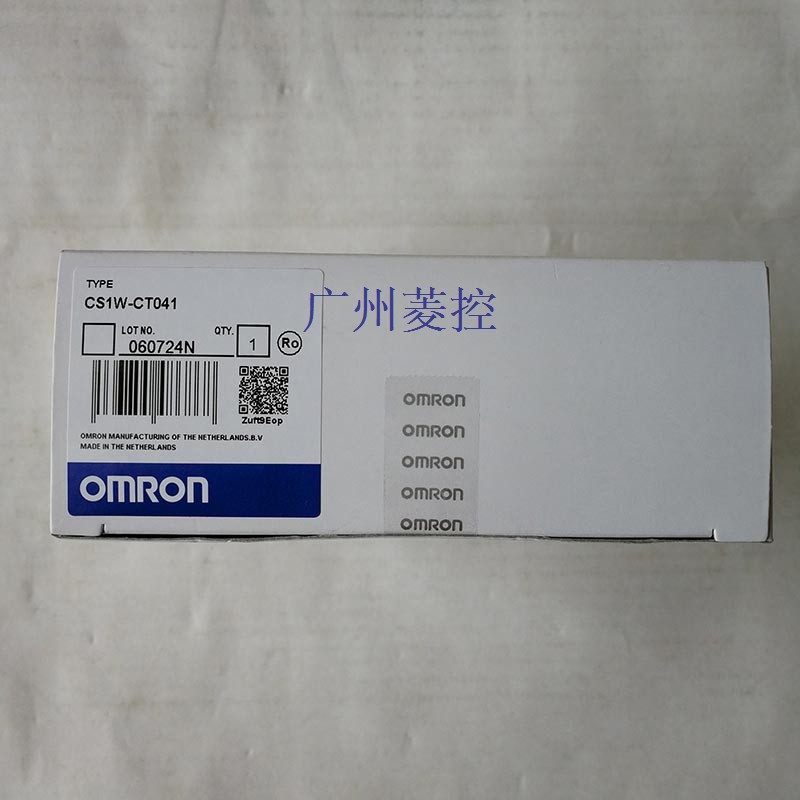 TYPE
CS1W-CT041
广州菱控
LOT NO. QTY.
060724N 1 Ro
Zuft9Eop
OMRON MANUFACTURING OF THE NETHERLANDS.B.V
MADE IN THE NETHERLANDS
OMRON
OMRON
OMRON
OMRON
OMRON
OMRON